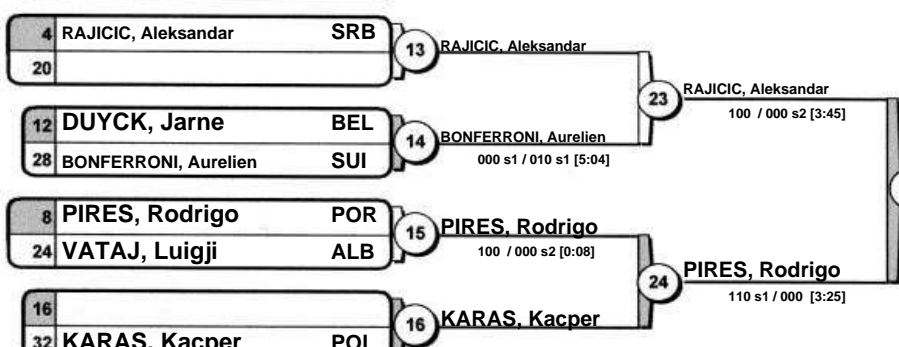 4 RAJICIC, Aleksandar SRB
20
13 RAJICIC, Aleksandar
12 DUYCK, Jarne BEL
28 BONFERRONI, Aurelien SUI
14 BONFERRONI, Aurelien
000 s1 / 010 s1 [5:04]
23 RAJICIC, Aleksandar
100 / 000 s2 [3:45]
8 PIRES, Rodrigo POR
24 VATAJ, Luigji ALB
15 PIRES, Rodrigo
100 / 000 s2 [0:08]
16
32 KARAS, Kacper POL
16 KARAS, Kacper
24 PIRES, Rodrigo
110 s1 / 000 [3:25]